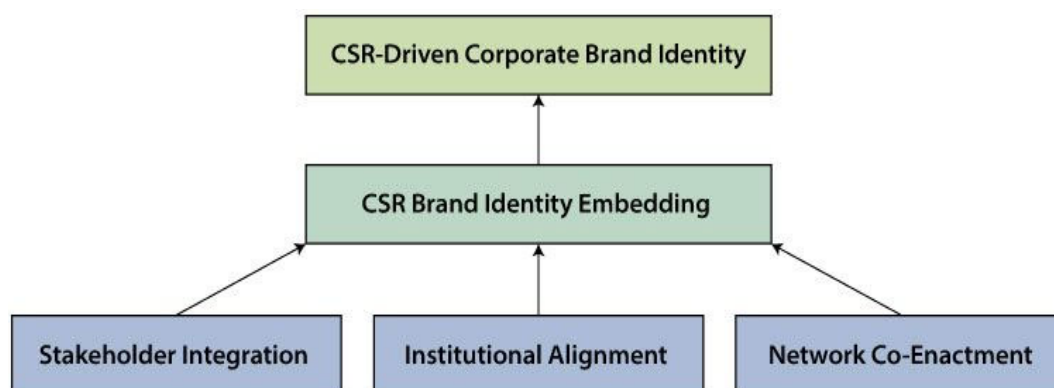 CSR-Driven Corporate Brand Identity
CSR Brand Identity Embedding
Stakeholder Integration
Institutional Alignment
Network Co-Enactment